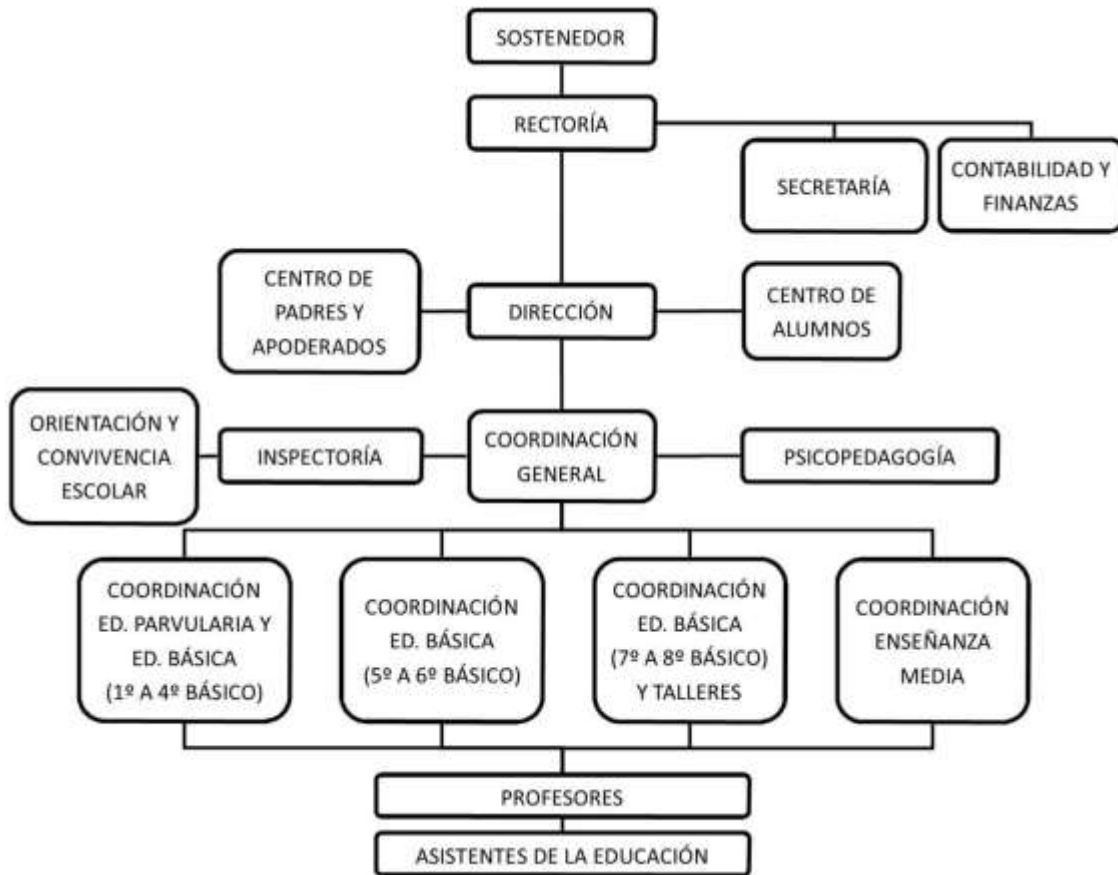 SOSTENEDOR
RECTORÍA
SECRETARÍA
CONTABILIDAD Y
FINANZAS
CENTRO DE
PADRES Y
APODERADOS
DIRECCIÓN
CENTRO DE
ALUMNOS
ORIENTACIÓN Y
CONVIVENCIA
ESCOLAR
INSPECTORÍA
COORDINACIÓN
GENERAL
PSICOPEDAGOGÍA
COORDINACIÓN
ED. PARVULARIA Y
ED. BÁSICA
(1º A 4º BÁSICO)
COORDINACIÓN
ED. BÁSICA
(5º A 6º BÁSICO)
COORDINACIÓN
ED. BÁSICA
(7º A 8º BÁSICO)
Y TALLERES
COORDINACIÓN
ENSEÑANZA
MEDIA
PROFESORES
ASISTENTES DE LA EDUCACIÓN